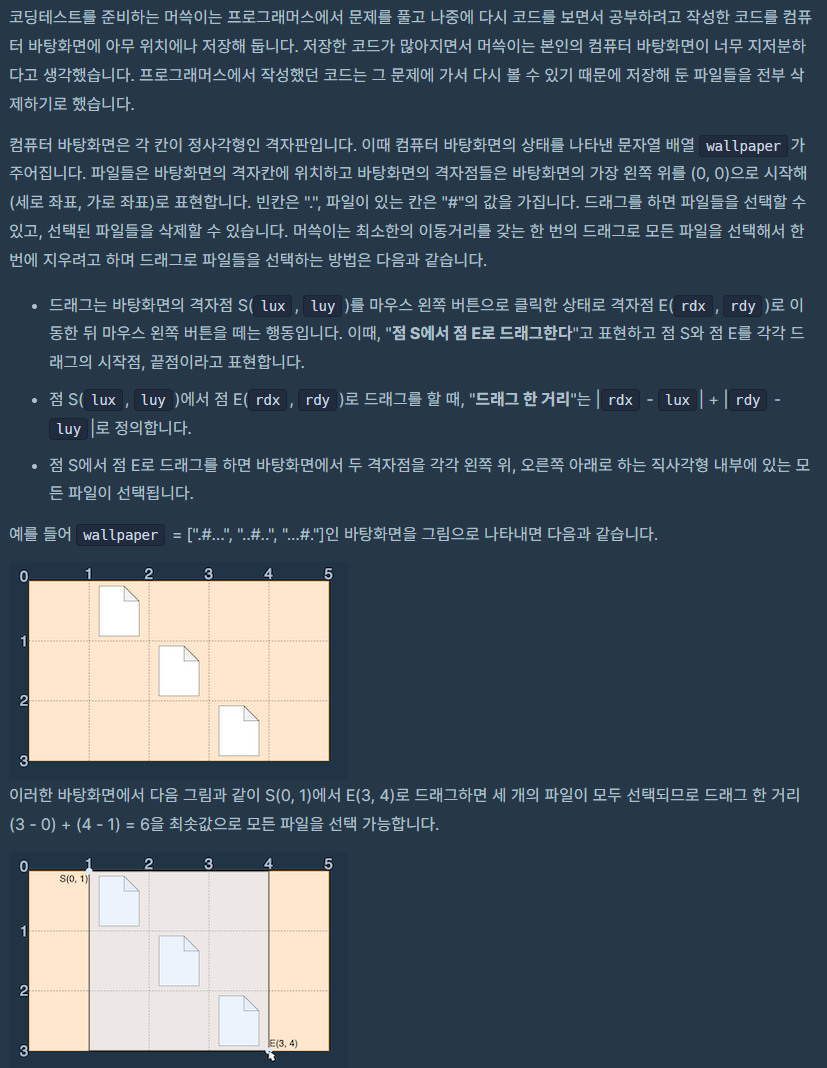 코딩테스트를 준비하는 머쓱이는 프로그래머스에서 문제를 풀고 나중에 다시 코드를 보면서 공부하려고 작성한 코드를 컴퓨
터 바탕화면에 아무 위치에나 저장해 둡니다. 저장한 코드가 많아지면서 머쓱이는 본인의 컴퓨터 바탕화면이 너무 지저분하
다고 생각했습니다. 프로그래머스에서 작성했던 코드는 그 문제에 가서 다시 볼 수 있기 때문에 저장해 둔 파일들을 전부 삭
제하기로 했습니다.
컴퓨터 바탕화면은 각 칸이 정사각형인 격자판입니다. 이때 컴퓨터 바탕화면의 상태를 나타낸 문자열 배열 wallpaper 가
주어집니다. 파일들은 바탕화면의 격자칸에 위치하고 바탕화면의 격자점들은 바탕화면의 가장 왼쪽 위를 (0, 0)으로 시작해
(세로 좌표, 가로 좌표)로 표현합니다. 빈칸은 ".", 파일이 있는 칸은 "#"의 값을 가집니다. 드래그를 하면 파일들을 선택할 수
있고, 선택된 파일들을 삭제할 수 있습니다. 머쓱이는 최소한의 이동거리를 갖는 한 번의 드래그로 모든 파일을 선택해서 한
번에 지우려고 하며 드래그로 파일들을 선택하는 방법은 다음과 같습니다.
• 드래그는 바탕화면의 격자점 S( lux , luy )를 마우스 왼쪽 버튼으로 클릭한 상태로 격자점 E( rdx , rdy )로 이
동한 뒤 마우스 왼쪽 버튼을 떼는 행동입니다. 이때, "점 S에서 점 E로 드래그한다"고 표현하고 점 S와 점 E를 각각 드
래그의 시작점, 끝점이라고 표현합니다.
• 점 S( lux , luy )에서 점 E( rdx , rdy )로 드래그를 할 때, "드래그 한 거리"는 | rdx - lux | + | rdy -
luy |로 정의합니다.
• 점 S에서 점 E로 드래그를 하면 바탕화면에서 두 격자점을 각각 왼쪽 위, 오른쪽 아래로 하는 직사각형 내부에 있는 모
든 파일이 선택됩니다.
예를 들어 wallpaper = [".#...", "..#..", "...#."]인 바탕화면을 그림으로 나타내면 다음과 같습니다.
0 1 2 3 4 5
1
2
3
이러한 바탕화면에서 다음 그림과 같이 S(0, 1)에서 E(3, 4)로 드래그하면 세 개의 파일이 모두 선택되므로 드래그 한 거리
(3 - 0) + (4 - 1) = 6을 최솟값으로 모든 파일을 선택 가능합니다.
0 1 2 3 4 5
S(0, 1)
1
2
E(3, 4)
3